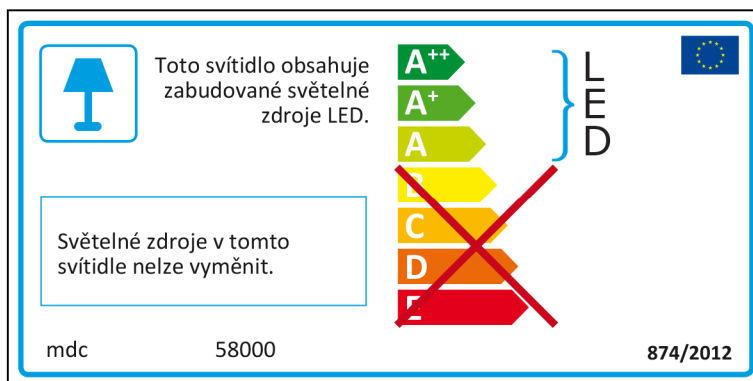 Toto svítidlo obsahuje
zabudované světelné
zdroje LED.
A++
A+
A
B
C
D
E
L
E
D
Světelné zdroje v tomto
svítidle nelze vyměnit.
mdc 58000
874/2012